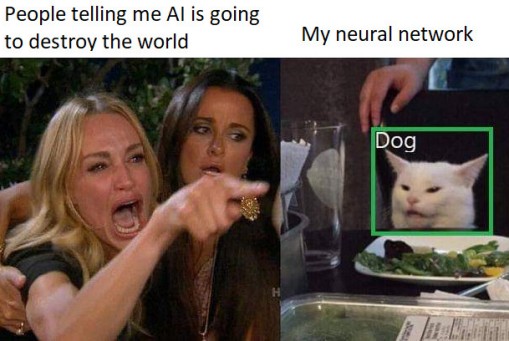 People telling me AI is going
to destroy the world
My neural network
Dog